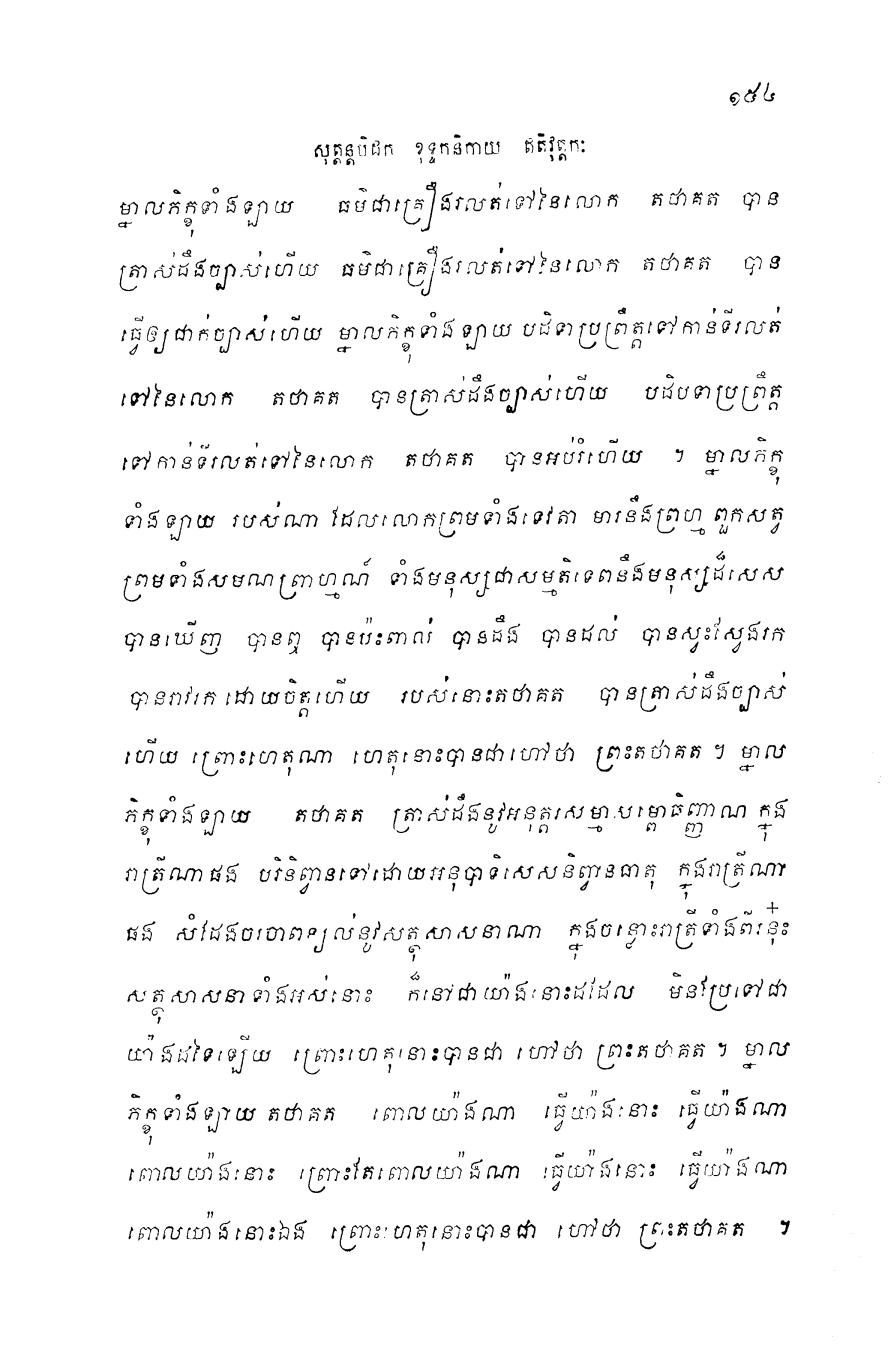 ១៥៤
សុត្តន្តបិដក ខុទ្ទកនិកាយ ឥតិវុត្តកៈ
ម្នាលភិក្ខុទាំងឡាយ ធម៌ជាគ្រឿងរលត់ទៅនៃលោក តថាគត បាន
ត្រាស់ដឹងច្បាស់ហើយ ធម៌ជាគ្រឿងរលត់ទៅនៃលោក តថាគត បាន
ធ្វើឲ្យជាក់ច្បាស់ហើយ ម្នាលភិក្ខុទាំងឡាយ បដិទាប្រព្រឹត្តទៅកាន់ទីរលត់
ទៅនៃលោក តថាគត បានត្រាស់ដឹងច្បាស់ហើយ បដិបទាប្រព្រឹត្ត
ទៅកាន់ទីរលត់ទៅនៃលោក តថាគត បានអប់រំហើយ ។ ម្នាលភិក្ខុ
ទាំងឡាយ របស់ណា ដែលលោកព្រមទាំងទេវតា មារនឹងព្រហ្ម ពួកសត្វ
ព្រមទាំងសមណព្រាហ្មណ៍ ទាំងមនុស្សជាសម្មតិទេពនឹងមនុស្សដ៏សេស
បានឃើញ បានឮ បានប៉ះពាល់ បានដឹង បានដល់ បានស្វះស្វែងរក
បានរាវរក ដោយចិត្តហើយ របស់នោះតថាគត បានត្រាស់ដឹងច្បាស់
ហើយ ព្រោះហេតុណា ហេតុនោះបានជាហៅថា ព្រះតថាគត ។ ម្នាល
ភិក្ខុទាំងឡាយ តថាគត ត្រាស់ដឹងនូវអនុត្តរសម្មាសម្ពោធិញ្ញាណ ក្នុង
រាត្រីណាផង បរិនិព្វានទៅដោយអនុបាទិសេសនិព្វានធាតុ ក្នុងរាត្រីណា
ផង សំដែងចរចាពន្យល់នូវសត្ថុសាសនាណា ក្នុងចន្លោះរាត្រីទាំងពីរនុ៎ះ
សត្ថុសាសនាទាំងអស់នោះ ក៏នៅជាយ៉ាងនោះដដែល មិនប្រែទៅជា
យ៉ាងដទៃឡើយ ព្រោះហេតុនោះបានជា ហៅថា ព្រះតថាគត ។ ម្នាល
ភិក្ខុទាំងឡាយ តថាគត ពោលយ៉ាងណា ធ្វើយ៉ាងនោះ ធ្វើយ៉ាងណា
ពោលយ៉ាងនោះ ព្រោះតែពោលយ៉ាងណា ធ្វើយ៉ាងនោះ ធ្វើយ៉ាងណា
ពោលយ៉ាងនោះឯង ព្រោះហេតុនោះបានជា ហៅថា ព្រះតថាគត ។